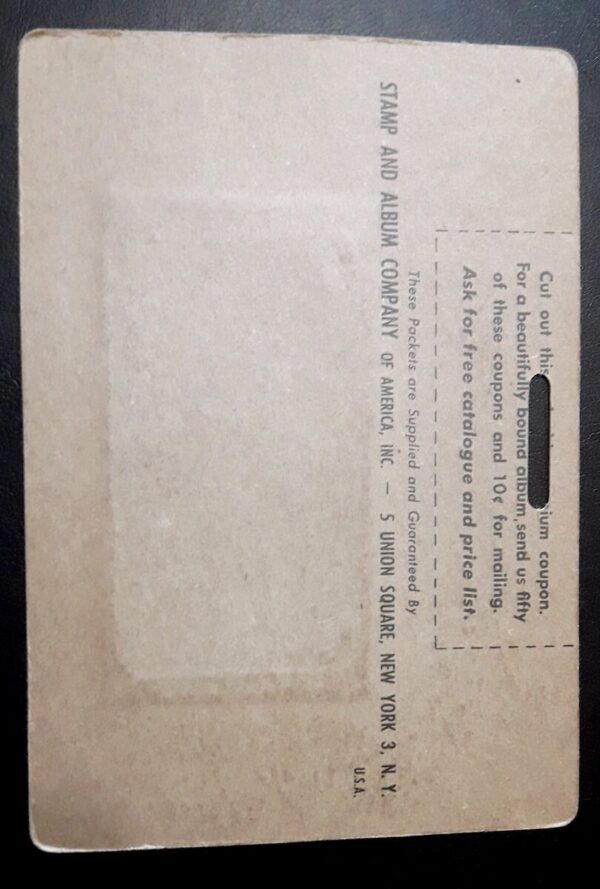 Cut out this ium coupon.
For a beautifully bound album, send us fifty
of these coupons and 10¢ for mailing.
Ask for free catalogue and price list.
These Packets are Supplied and Guaranteed By
STAMP AND ALBUM COMPANY OF AMERICA, INC. — 5 UNION SQUARE, NEW YORK 3, N. Y.
U.S.A.